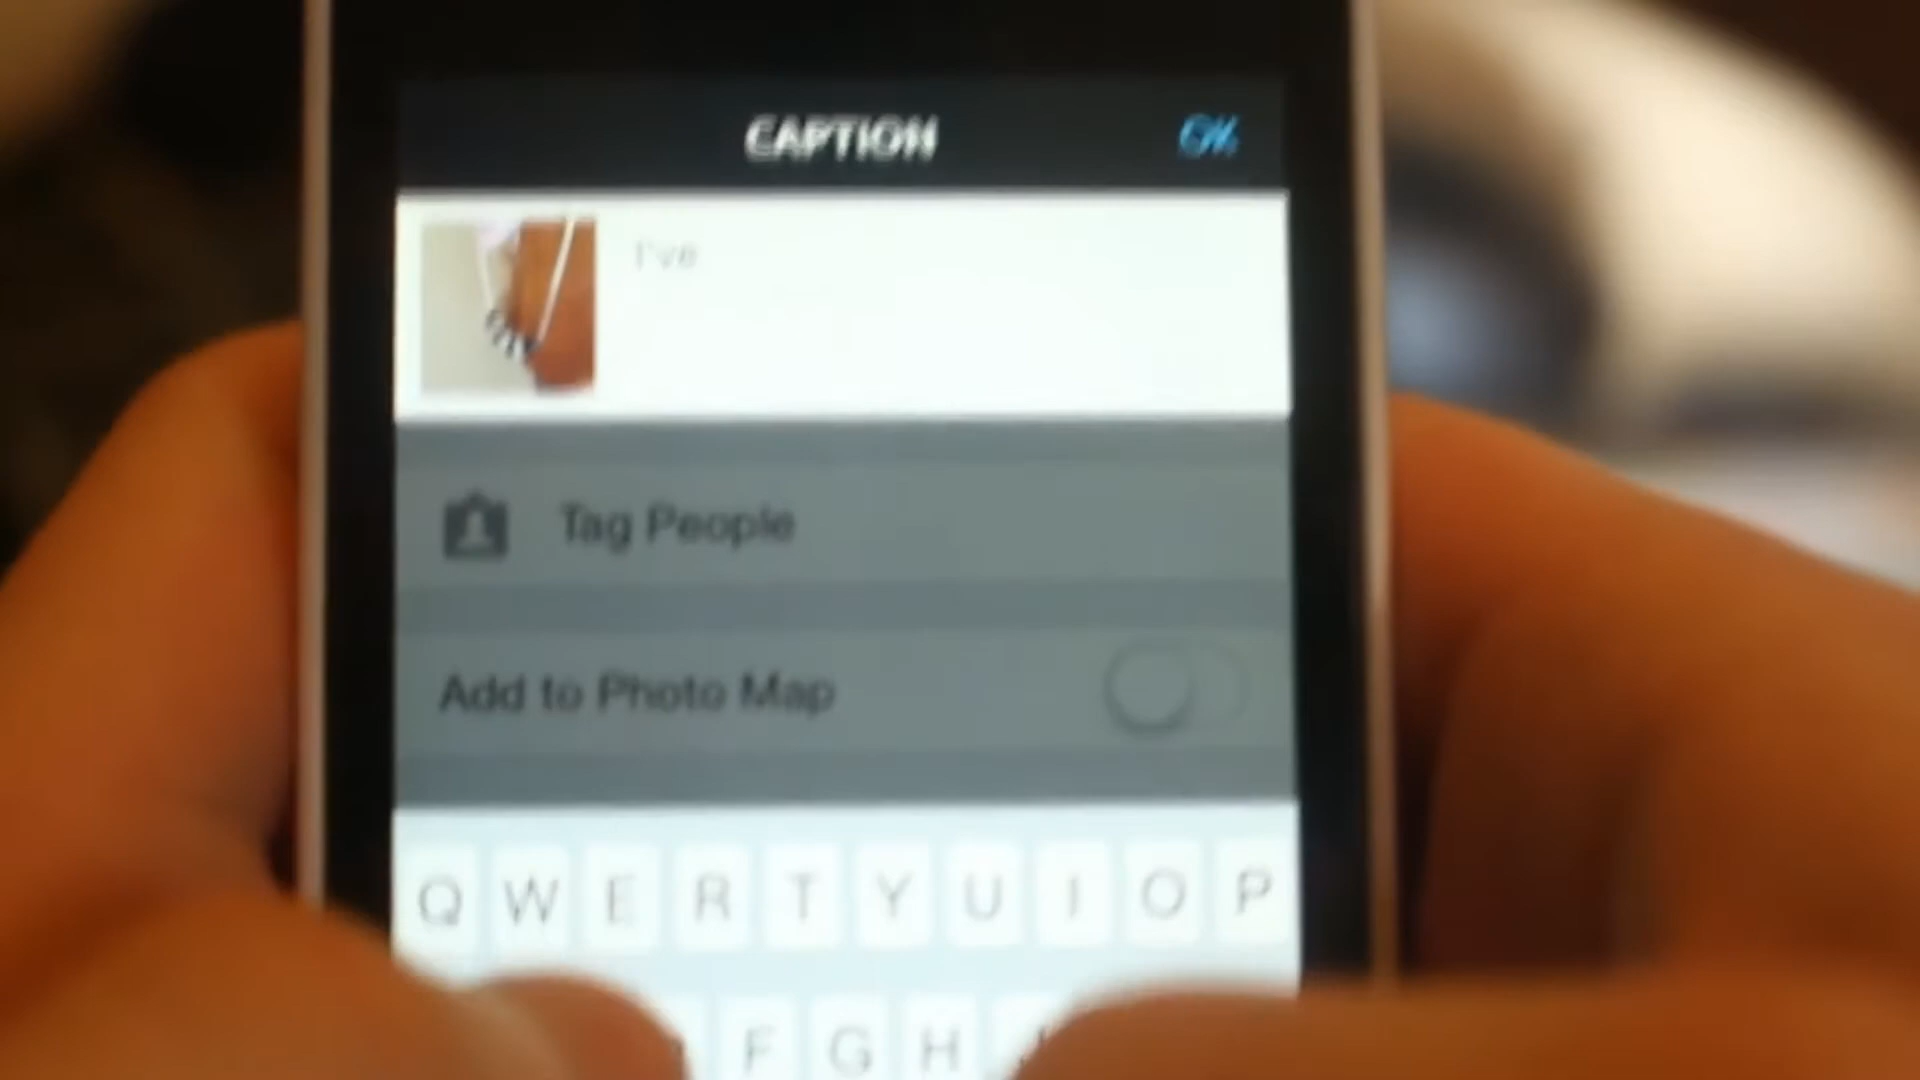 CAPTION OK
I've
Tag People
Add to Photo Map
Q W E R T Y U I O P
F G H